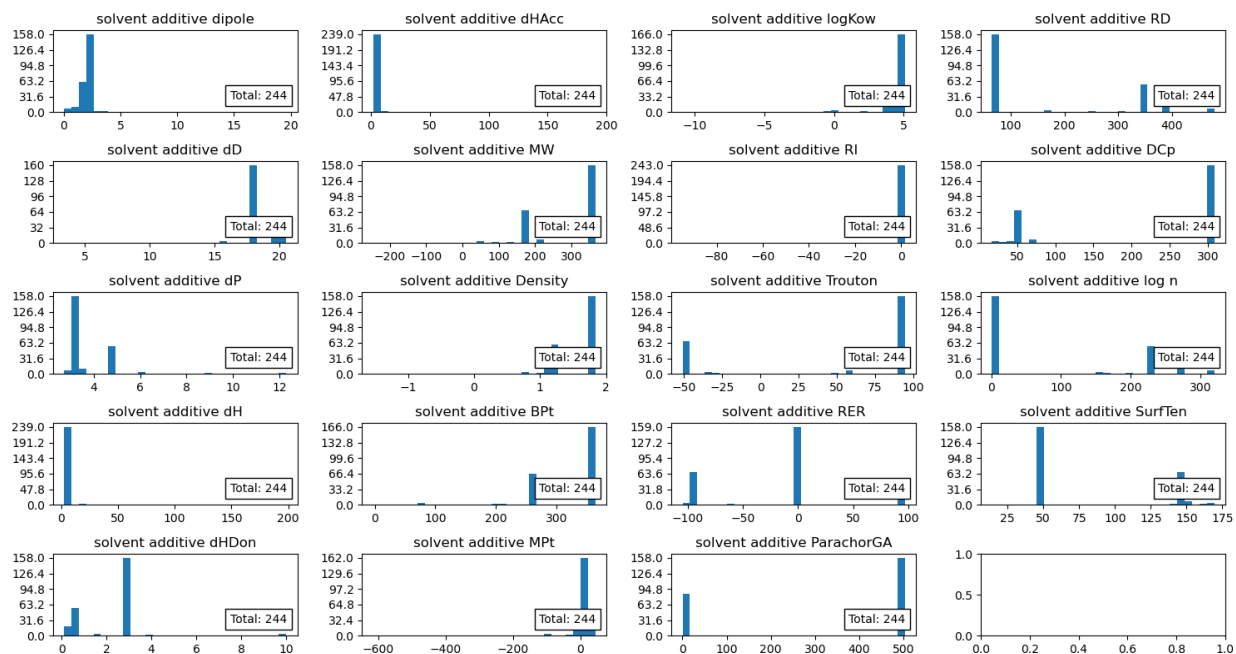 solvent additive dipole
158.0
126.4
94.8
63.2
31.6
0.0
Total: 244
0 5 10 15 20
solvent additive dHAcc
239.0
191.2
143.4
95.6
47.8
0.0
Total: 244
0 50 100 150 200
solvent additive logKow
166.0
132.8
99.6
66.4
33.2
0.0
Total: 244
−10 −5 0 5
solvent additive RD
158.0
126.4
94.8
63.2
31.6
0.0
Total: 244
100 200 300 400
solvent additive dD
160
128
96
64
32
0
Total: 244
5 10 15 20
solvent additive MW
158.0
126.4
94.8
63.2
31.6
0.0
Total: 244
−200 −100 0 100 200 300
solvent additive RI
243.0
194.4
145.8
97.2
48.6
0.0
Total: 244
−80 −60 −40 −20 0
solvent additive DCp
158.0
126.4
94.8
63.2
31.6
0.0
Total: 244
50 100 150 200 250 300
solvent additive dP
158.0
126.4
94.8
63.2
31.6
0.0
Total: 244
4 6 8 10 12
solvent additive Density
158.0
126.4
94.8
63.2
31.6
0.0
Total: 244
−1 0 1 2
solvent additive Trouton
158.0
126.4
94.8
63.2
31.6
0.0
Total: 244
−50 −25 0 25 50 75 100
solvent additive log n
158.0
126.4
94.8
63.2
31.6
0.0
Total: 244
0 100 200 300
solvent additive dH
239.0
191.2
143.4
95.6
47.8
0.0
Total: 244
0 50 100 150 200
solvent additive BPt
166.0
132.8
99.6
66.4
33.2
0.0
Total: 244
0 100 200 300
solvent additive RER
159.0
127.2
95.4
63.6
31.8
0.0
Total: 244
−100 −50 0 50 100
solvent additive SurfTen
158.0
126.4
94.8
63.2
31.6
0.0
Total: 244
25 50 75 100 125 150 175
solvent additive dHDon
158.0
126.4
94.8
63.2
31.6
0.0
Total: 244
0 2 4 6 8 10
solvent additive MPt
162.0
129.6
97.2
64.8
32.4
0.0
Total: 244
−600 −400 −200 0
solvent additive ParachorGA
158.0
126.4
94.8
63.2
31.6
0.0
Total: 244
0 100 200 300 400 500
1.0
0.5
0.0
0.0 0.2 0.4 0.6 0.8 1.0